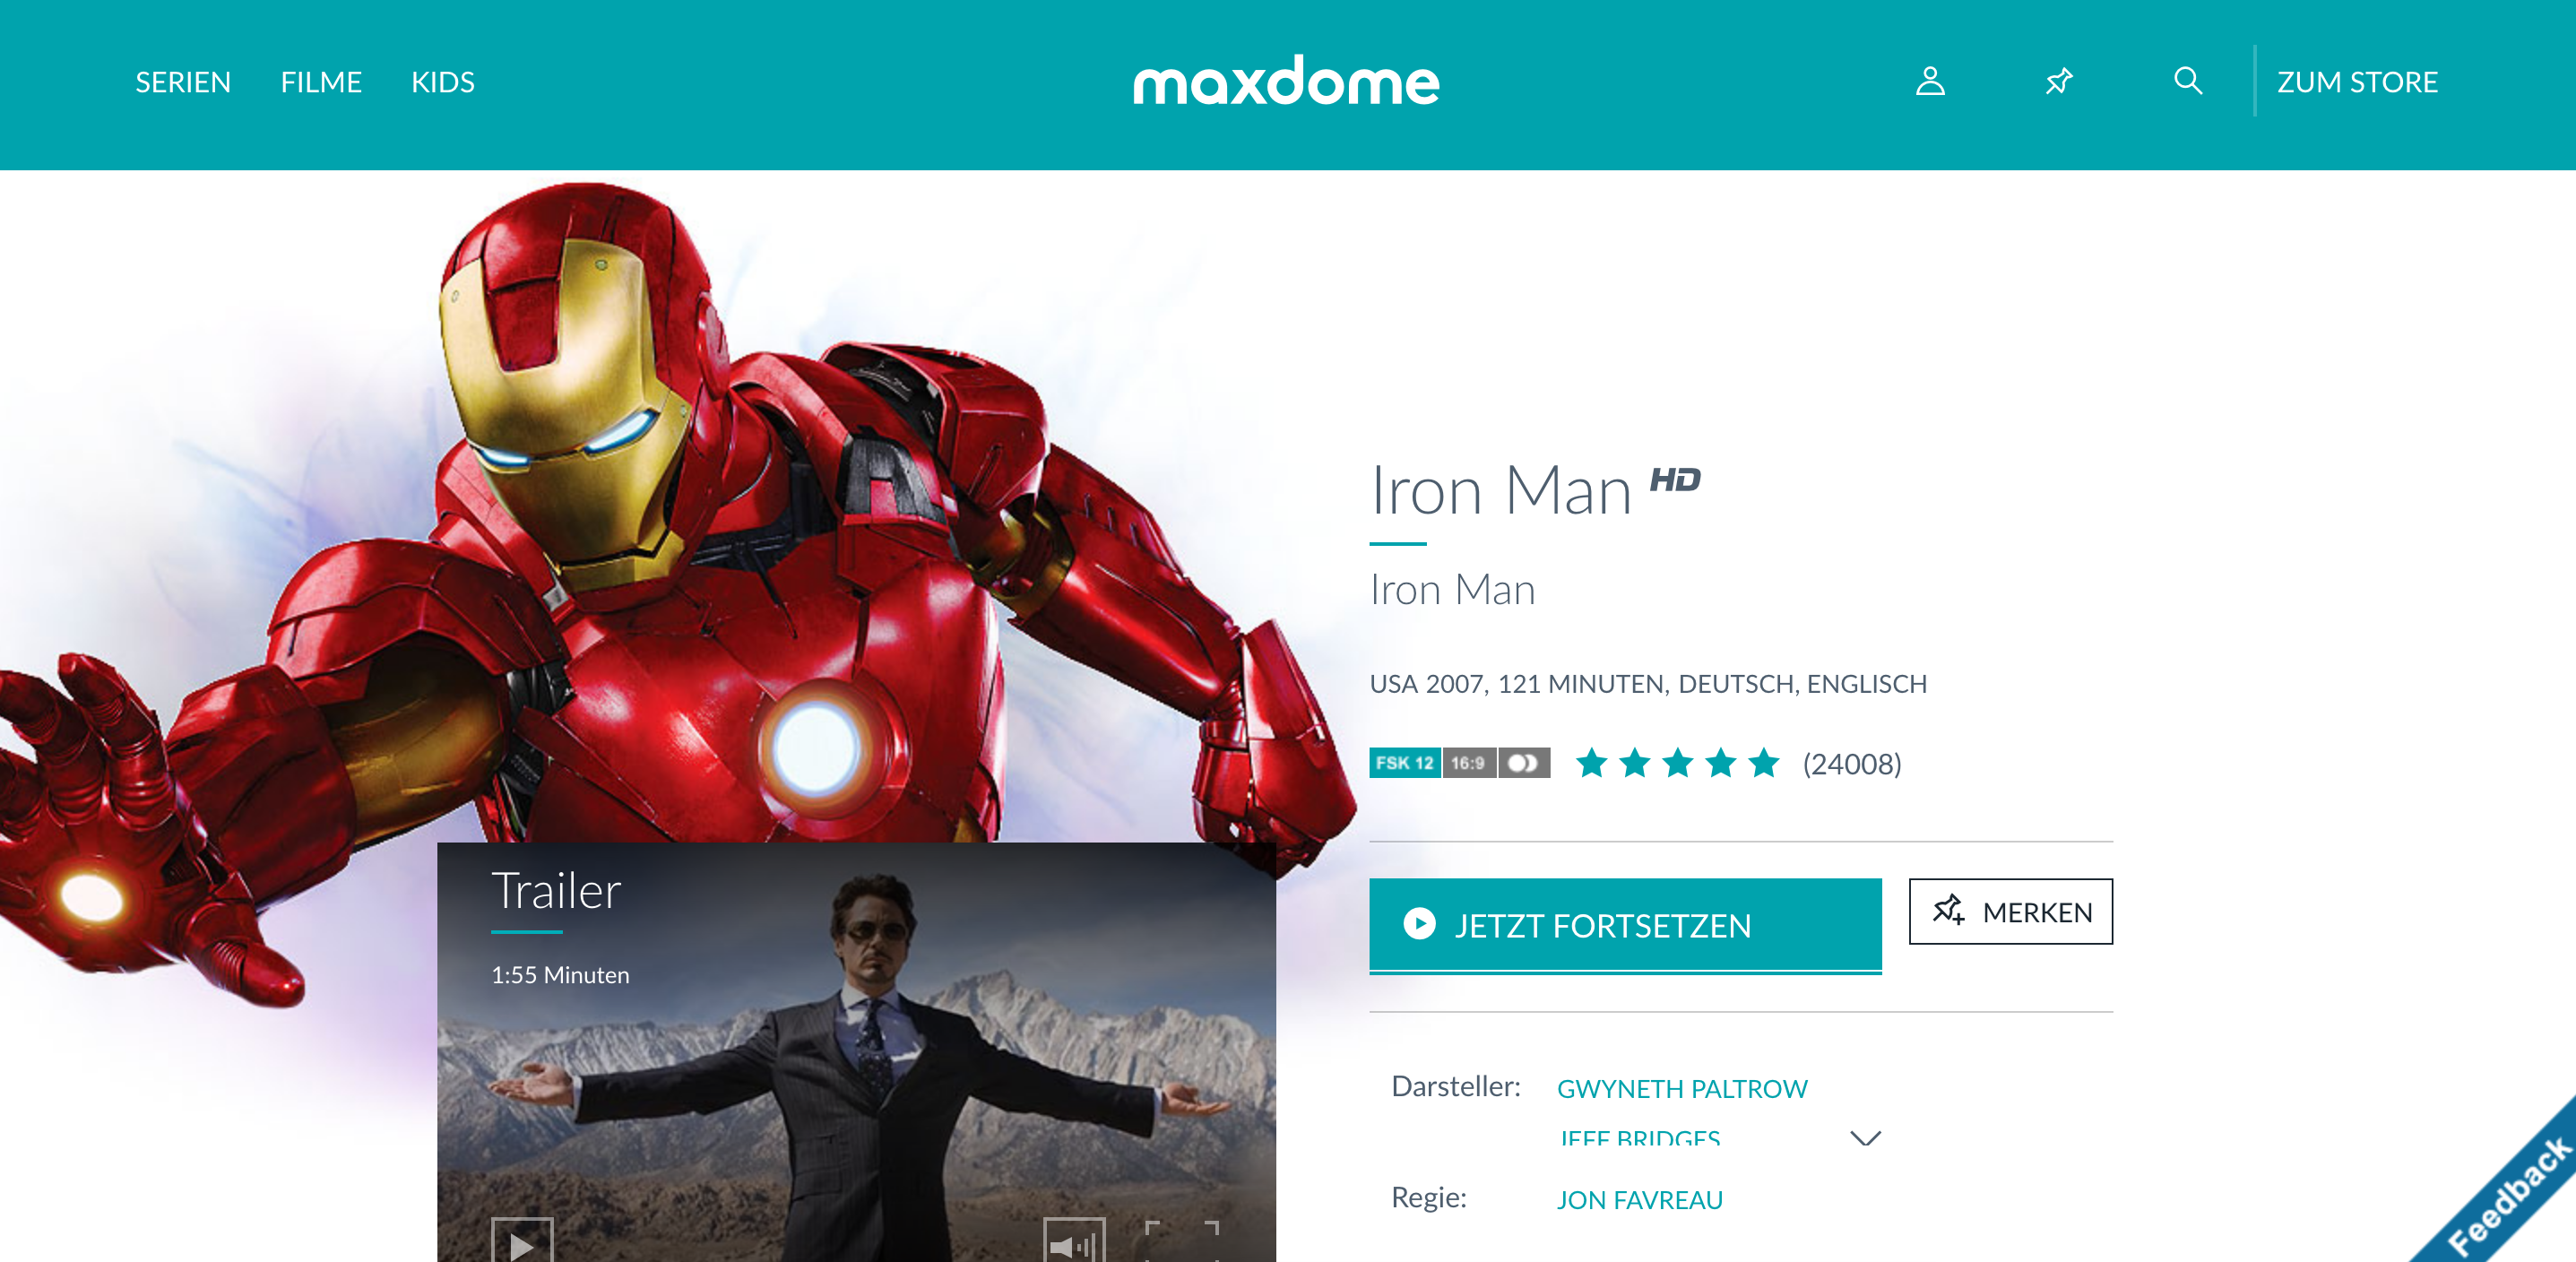 SERIEN FILME KIDS maxdome ZUM STORE
Iron Man HD
Iron Man
USA 2007, 121 MINUTEN, DEUTSCH, ENGLISCH
FSK 12 16:9 (24008)
Trailer
1:55 Minuten
JETZT FORTSETZEN MERKEN
Darsteller: GWYNETH PALTROW
JEFF BRIDGES
Regie: JON FAVREAU
Feedback